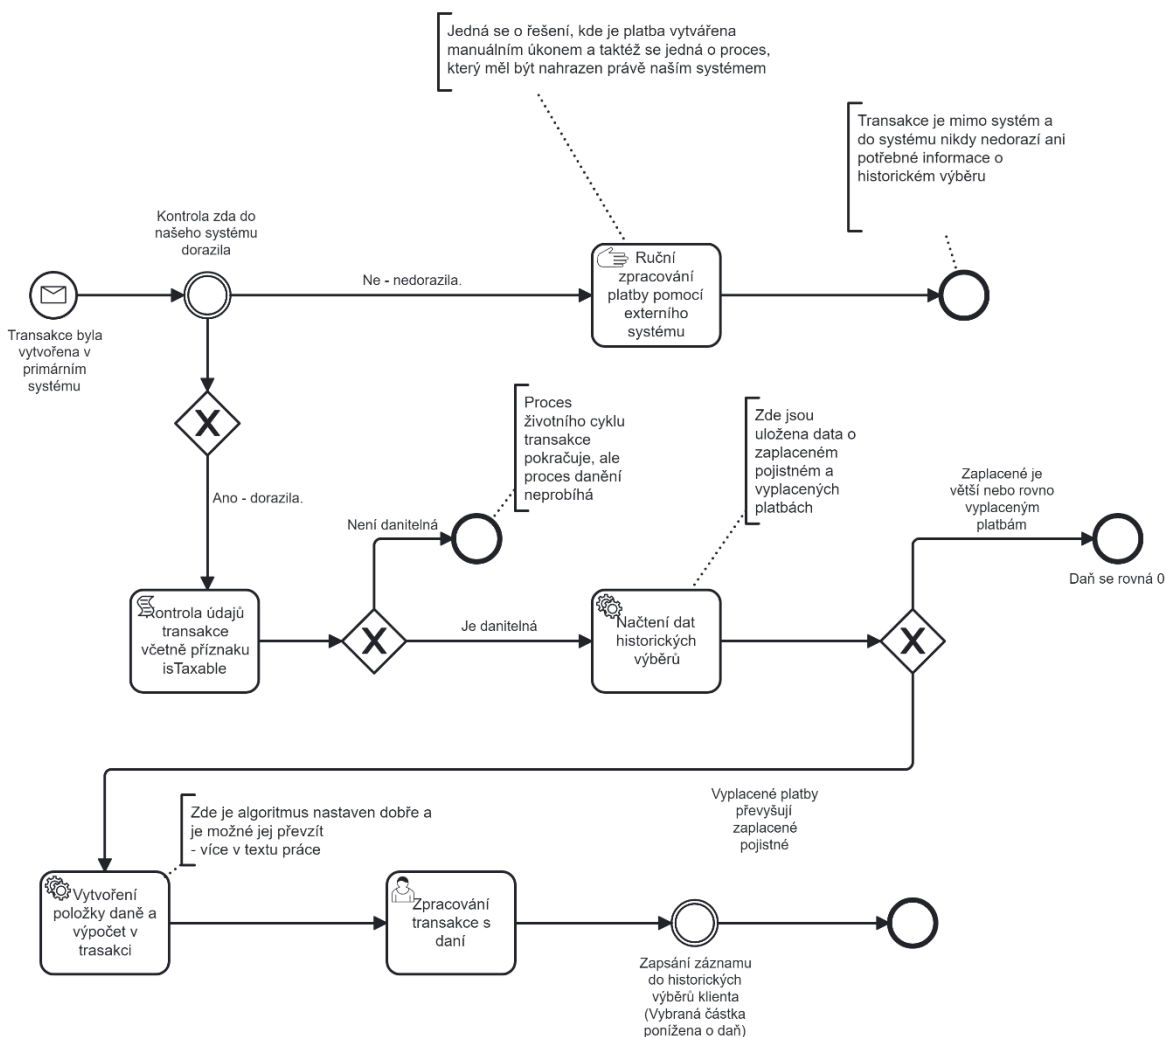 Jedná se o řešení, kde je platba vytvářena
manuálním úkonem a taktéž se jedná o proces,
který měl být nahrazen právě naším systémem
Transakce je mimo systém a
do systému nikdy nedorazí ani
potřebné informace o
historickém výběru
Kontrola zda do
našeho systému
dorazila
Transakce byla
vytvořena v
primárním
systému
Ne - nedorazila.
Ruční
zpracování
platby pomocí
externího
systému
X
Ano - dorazila.
Proces
životního cyklu
transakce
pokračuje, ale
proces danění
neprobíhá
Zde jsou
uložena data o
zaplaceném
pojistném a
vyplacených
platbách
Zaplacené je
větší nebo rovno
vyplaceným
platbám
Není danitelná
Daň se rovná 0
Kontrola údajů
transakce
včetně příznaku
isTaxable
X
Je danitelná
Načtení dat
historických
výběrů
X
Vyplacené platby
převyšují
zaplacené
pojistné
Zde je algoritmus nastaven dobře a
je možné jej převzít
- více v textu práce
Vytvoření
položky daně a
výpočet v
trasakci
Zpracování
transakce s
daní
Zapsání záznamu
do historických
výběrů klienta
(Vybraná částka
ponížena o daň)